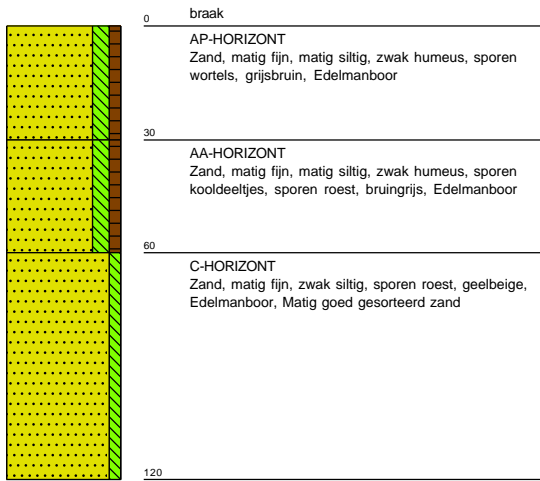 0 braak
AP-HORIZONT
Zand, matig fijn, matig siltig, zwak humeus, sporen
wortels, grijsbruin, Edelmanboor
30
AA-HORIZONT
Zand, matig fijn, matig siltig, zwak humeus, sporen
kooldeeltjes, sporen roest, bruingrijs, Edelmanboor
60
C-HORIZONT
Zand, matig fijn, zwak siltig, sporen roest, geelbeige,
Edelmanboor, Matig goed gesorteerd zand
120